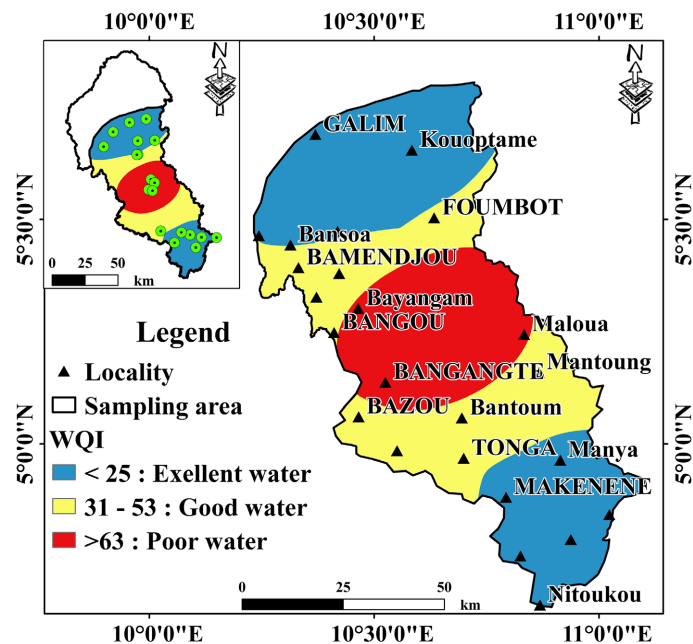 10°0'0"E
10°30'0"E
11°0'0"E
N
N
GALIM
Kouoptame
FOUMBOT
5°30'0"N
5°30'0"N
Bansoa
BAMENDJOU
0
25
50
km
Bayangam
Legend
BANGOU
Maloua
Mantoung
Locality
BANGANGTE
Sampling area
BAZOU
Bantoum
WQI
TONGA
Manya
5°0'0"N
5°0'0"N
< 25 : Exellent water
MAKENENE
31 - 53 : Good water
>63 : Poor water
Nitoukou
0
25
50
km
10°0'0"E
10°30'0"E
11°0'0"E